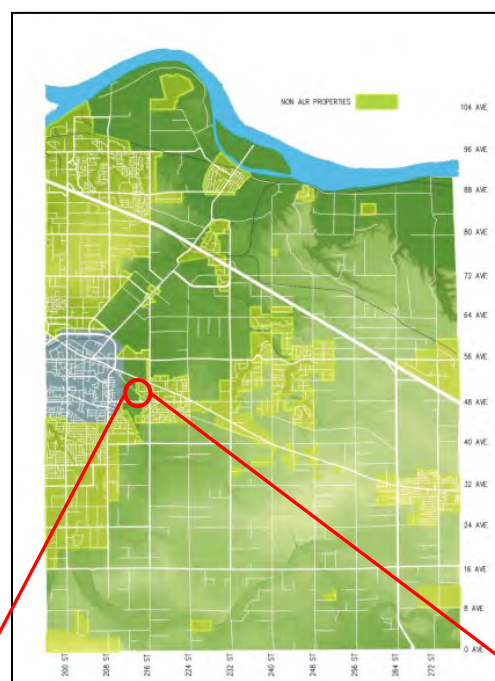 NON ALR PROPERTIES
104 AVE
96 AVE
88 AVE
80 AVE
72 AVE
64 AVE
56 AVE
48 AVE
40 AVE
32 AVE
24 AVE
16 AVE
8 AVE
0 AVE
200 ST
208 ST
216 ST
224 ST
232 ST
240 ST
248 ST
256 ST
264 ST
272 ST